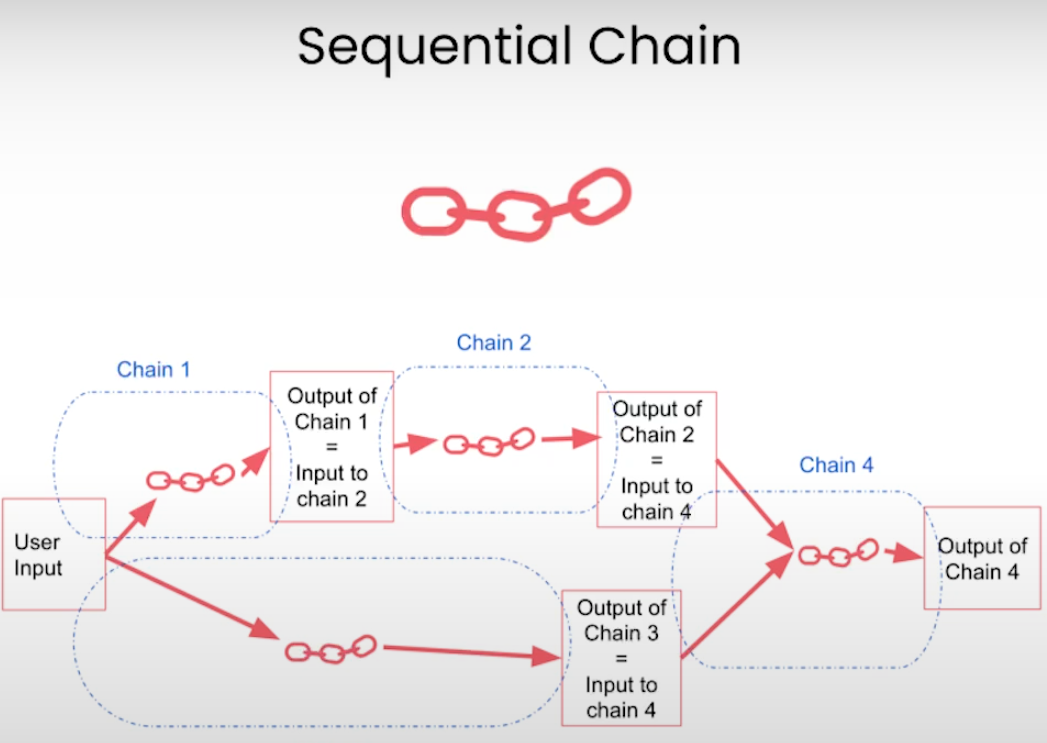 Sequential Chain
Chain 1
Chain 2
Chain 4
User
Input
Output of
Chain 1
=
Input to
chain 2
Output of
Chain 2
=
Input to
chain 4
Output of
Chain 3
=
Input to
chain 4
Output of
Chain 4